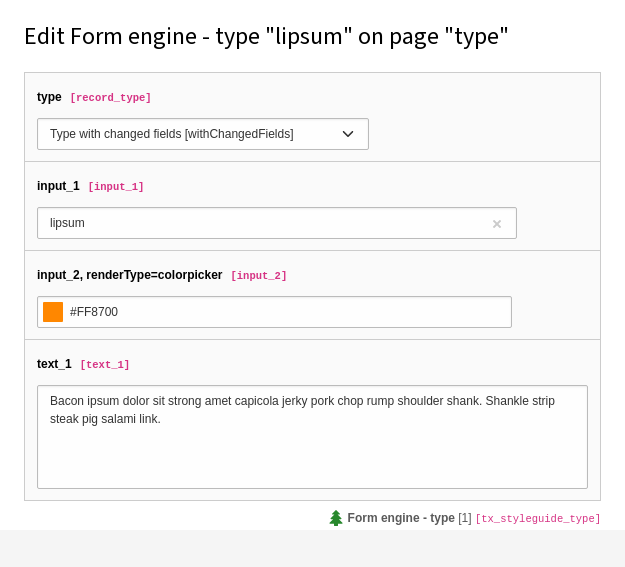 Edit Form engine - type "lipsum" on page "type"
type [record_type]
Type with changed fields [withChangedFields]
input_1 [input_1]
lipsum
input_2, renderType=colorpicker [input_2]
#FF8700
text_1 [text_1]
Bacon ipsum dolor sit strong amet capicola jerky pork chop rump shoulder shank. Shankle strip
steak pig salami link.
Form engine - type [1] [tx_styleguide_type]